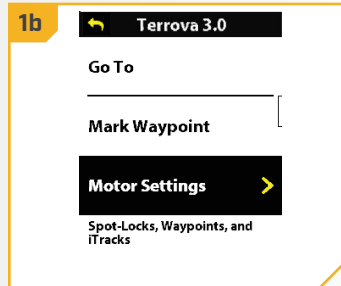 1b
Terrova 3.0
Go To
Mark Waypoint
Motor Settings
Spot-Locks, Waypoints, and
iTracks